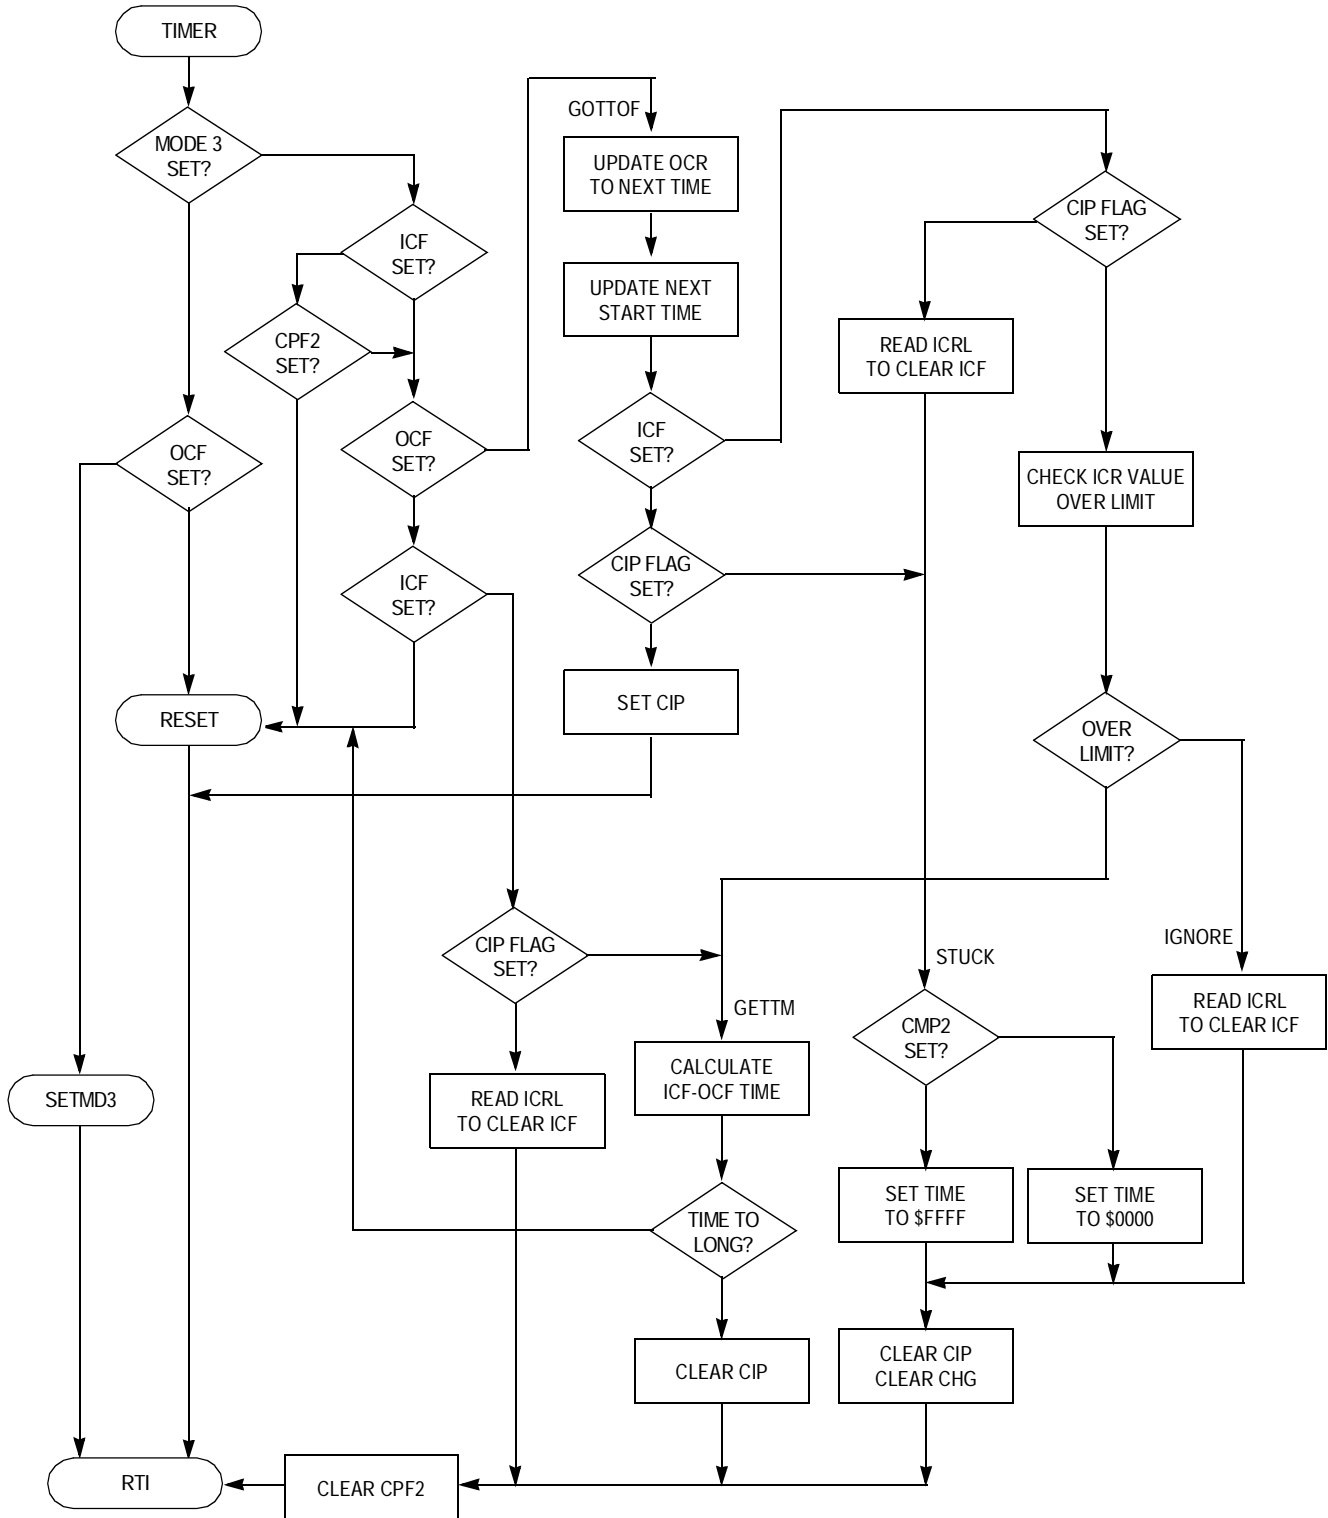 TIMER
MODE 3
SET?
ICF
SET?
CPF2
SET?
OCF
SET?
OCF
SET?
ICF
SET?
RESET
GOTTOF
UPDATE OCR
TO NEXT TIME
UPDATE NEXT
START TIME
ICF
SET?
CIP FLAG
SET?
SET CIP
CIP FLAG
SET?
READ ICRL
TO CLEAR ICF
CHECK ICR VALUE
OVER LIMIT
OVER
LIMIT?
IGNORE
READ ICRL
TO CLEAR ICF
CIP FLAG
SET?
READ ICRL
TO CLEAR ICF
GETTM
CALCULATE
ICF-OCF TIME
TIME TO
LONG?
CLEAR CIP
STUCK
CMP2
SET?
SET TIME
TO $FFFF
SET TIME
TO $0000
CLEAR CIP
CLEAR CHG
SETMD3
RTI
CLEAR CPF2